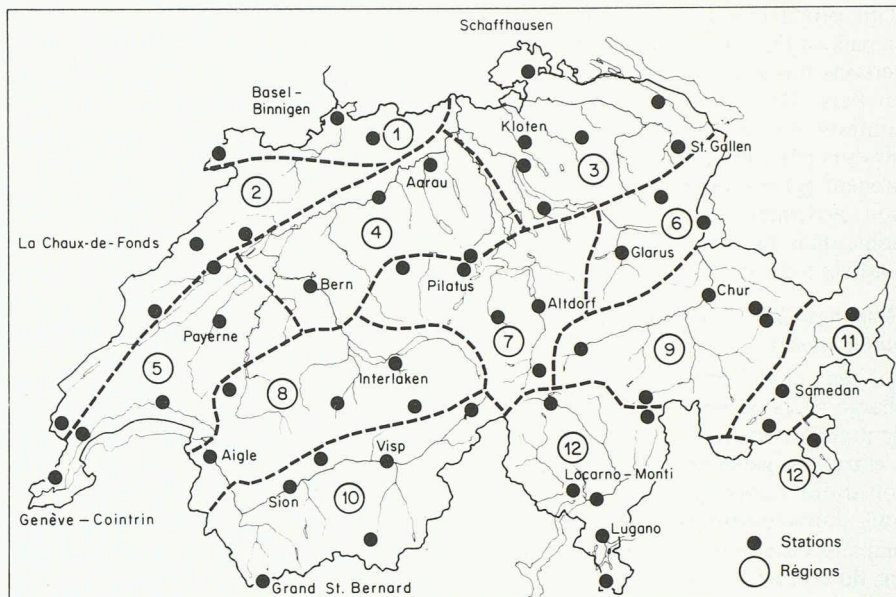 Schaffhausen
Basel-
Binnigen
1
Kloten
St. Gallen
2
Aarau
3
La Chaux-de-Fonds
4
6
Glarus
Bern
Pilatus
Altdorf
Chur
Payerne
7
11
5
9
8
Interlaken
Samedan
Aigle
Visp
12
12
Sion
Locarno-Monti
10
Genève-Cointrin
Lugano
Stations
Régions
Grand St. Bernard